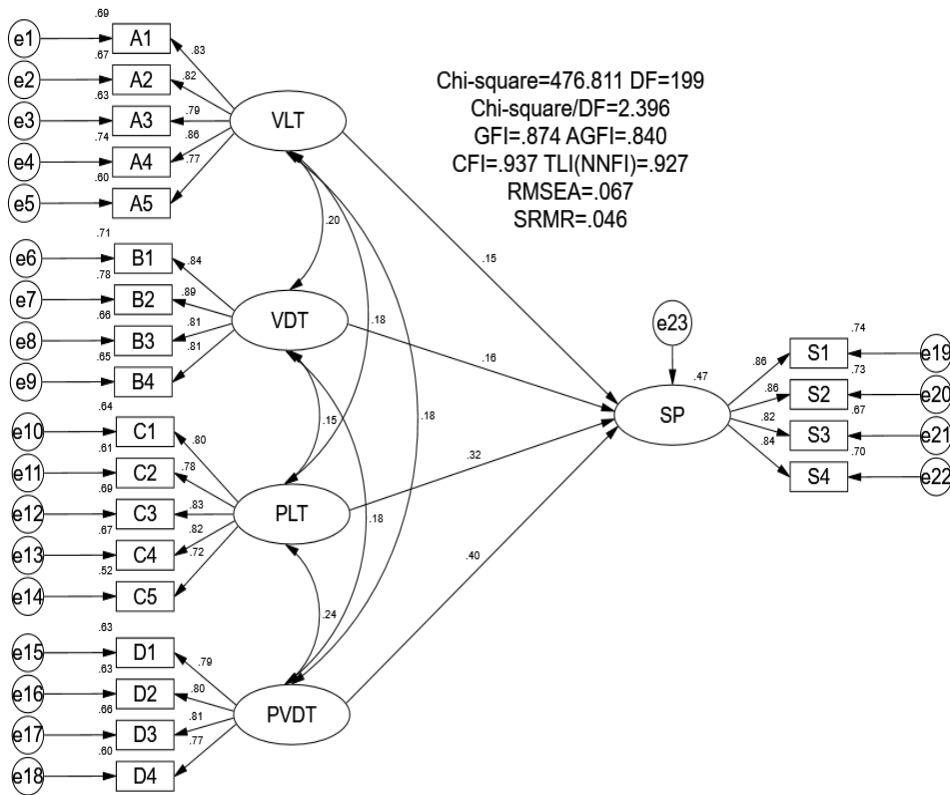 .69
e1 A1 .83
.67
e2 A2 .82
.63
e3 A3 .79
.74
e4 A4 .86
.60
e5 A5 .77
VLT
Chi-square=476.811 DF=199
Chi-square/DF=2.396
GFI=.874 AGFI=.840
CFI=.937 TLI(NNFI)=.927
RMSEA=.067
SRMR=.046
.20
.15
.71
e6 B1 .84
.78
e7 B2 .89
.66
e8 B3 .81
.65
e9 B4 .81
VDT
.18
.16
e23
.15
.18
.47
SP
.74
.86 S1 e19
.73
.86 S2 e20
.67
.82 S3 e21
.70
.84 S4 e22
.64
e10 C1 .80
.61
e11 C2 .78
.69
e12 C3 .83
.67
e13 C4 .82
.52
e14 C5 .72
PLT
.32
.18
.40
.24
.63
e15 D1 .79
.63
e16 D2 .80
.66
e17 D3 .81
.60
e18 D4 .77
PVDT